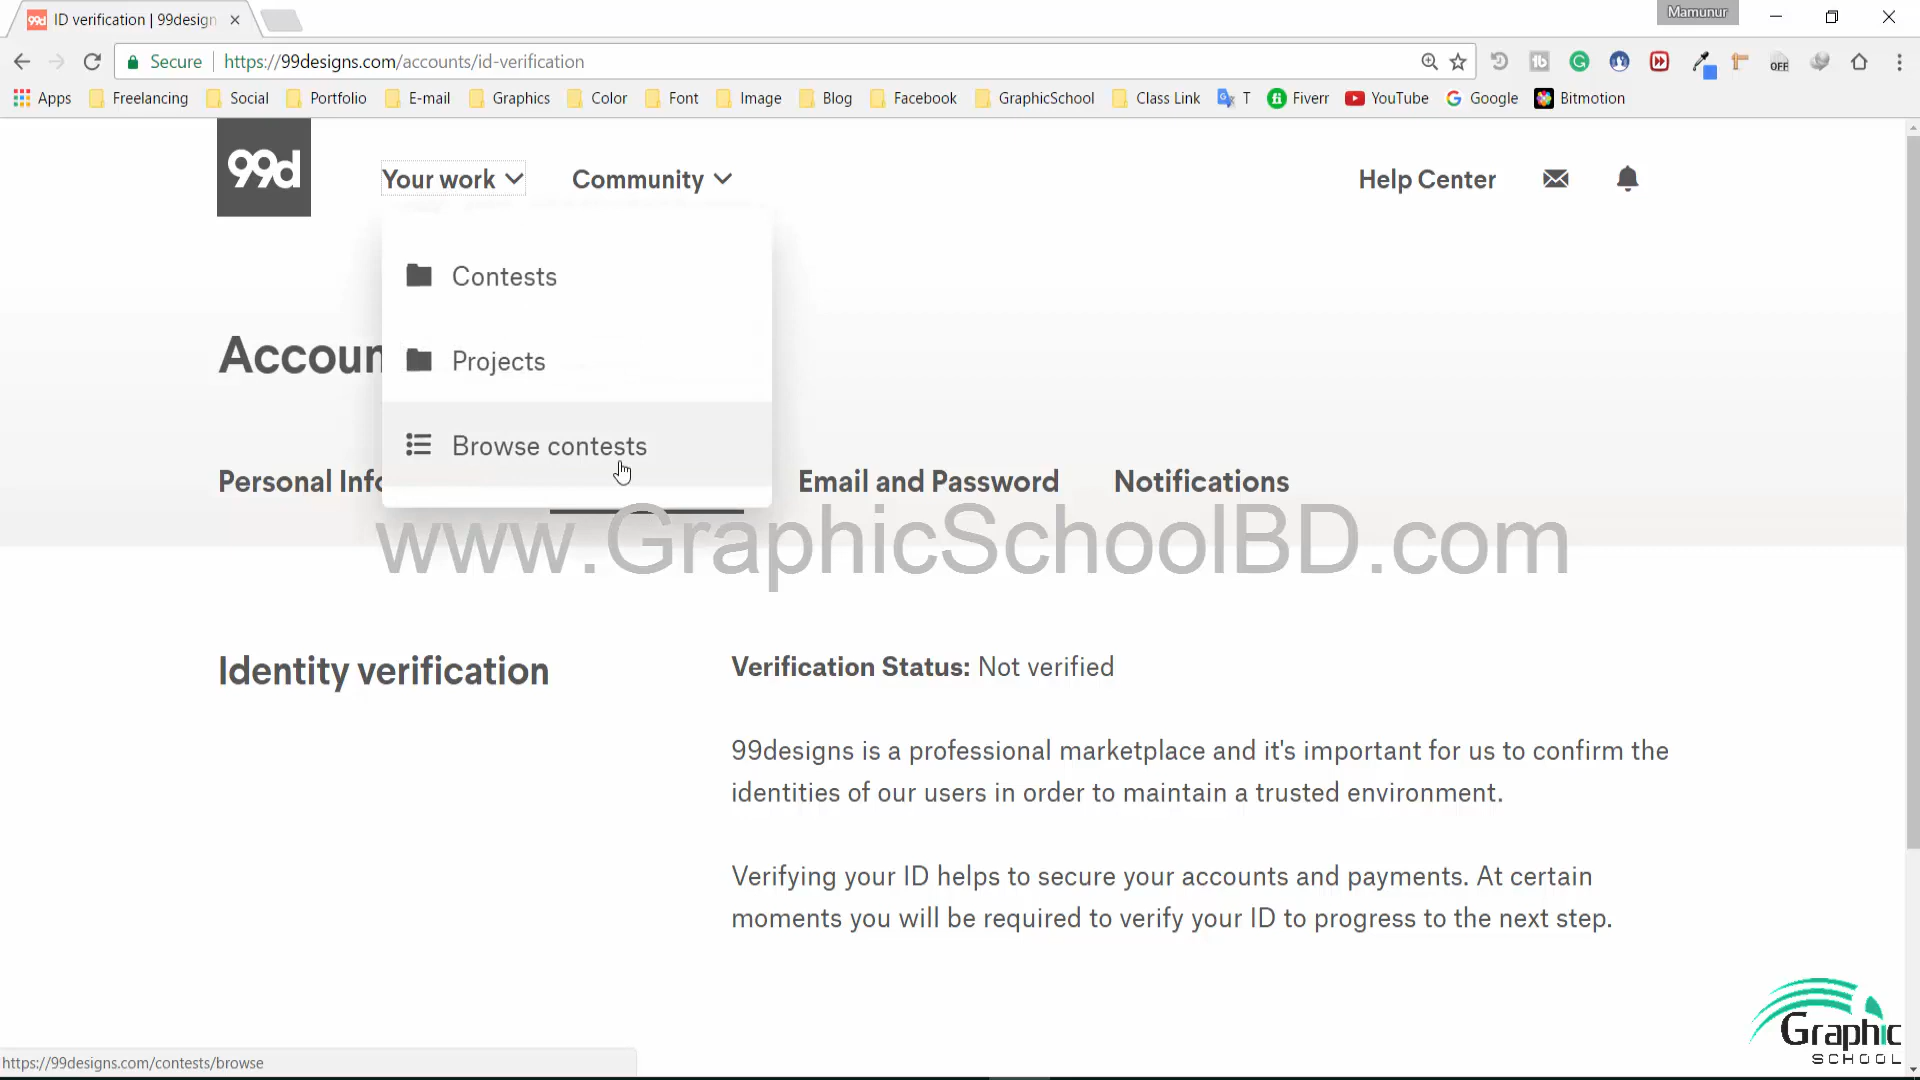 99d ID verification | 99design
Mamunur
Secure https://99designs.com/accounts/id-verification
OFF
Apps Freelancing Social Portfolio E-mail Graphics Color Font Image Blog Facebook GraphicSchool Class Link T Fiverr YouTube Google Bitmotion
99d
Your work Community Help Center
Contests
Projects
Browse contests
Accoun
Personal Info Email and Password Notifications
www.GraphicSchoolBD.com
Identity verification
Verification Status: Not verified
99designs is a professional marketplace and it's important for us to confirm the
identities of our users in order to maintain a trusted environment.
Verifying your ID helps to secure your accounts and payments. At certain
moments you will be required to verify your ID to progress to the next step.
Graphic
SCHOOL
https://99designs.com/contests/browse